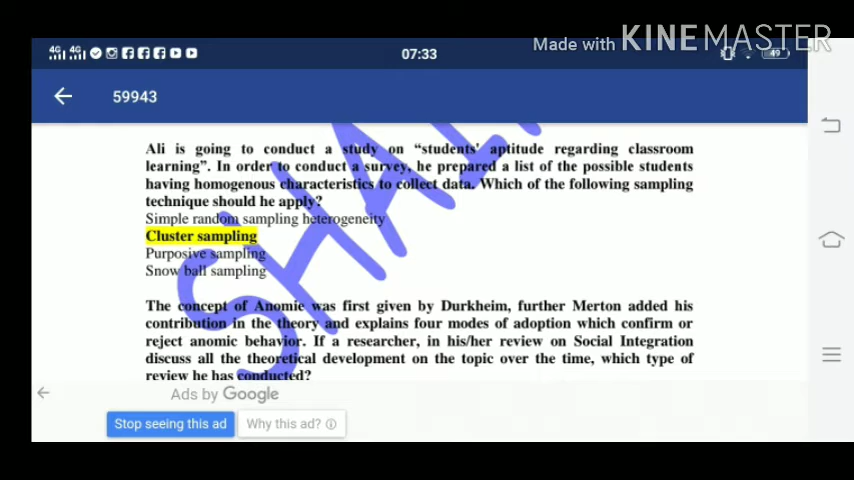 4G 4G 07:33 49
Made with KINEMASTER
59943
Ali is going to conduct a study on “students' aptitude regarding classroom
learning”. In order to conduct a survey, he prepared a list of the possible students
having homogenous characteristics to collect data. Which of the following sampling
technique should he apply?
Simple random sampling heterogeneity
Cluster sampling
Purposive sampling
Snow ball sampling
The concept of Anomie was first given by Durkheim, further Merton added his
contribution in the theory and explains four modes of adoption which confirm or
reject anomic behavior. If a researcher, in his/her review on Social Integration
discuss all the theoretical development on the topic over the time, which type of
review he has conducted?
Ads by Google
Stop seeing this ad Why this ad?